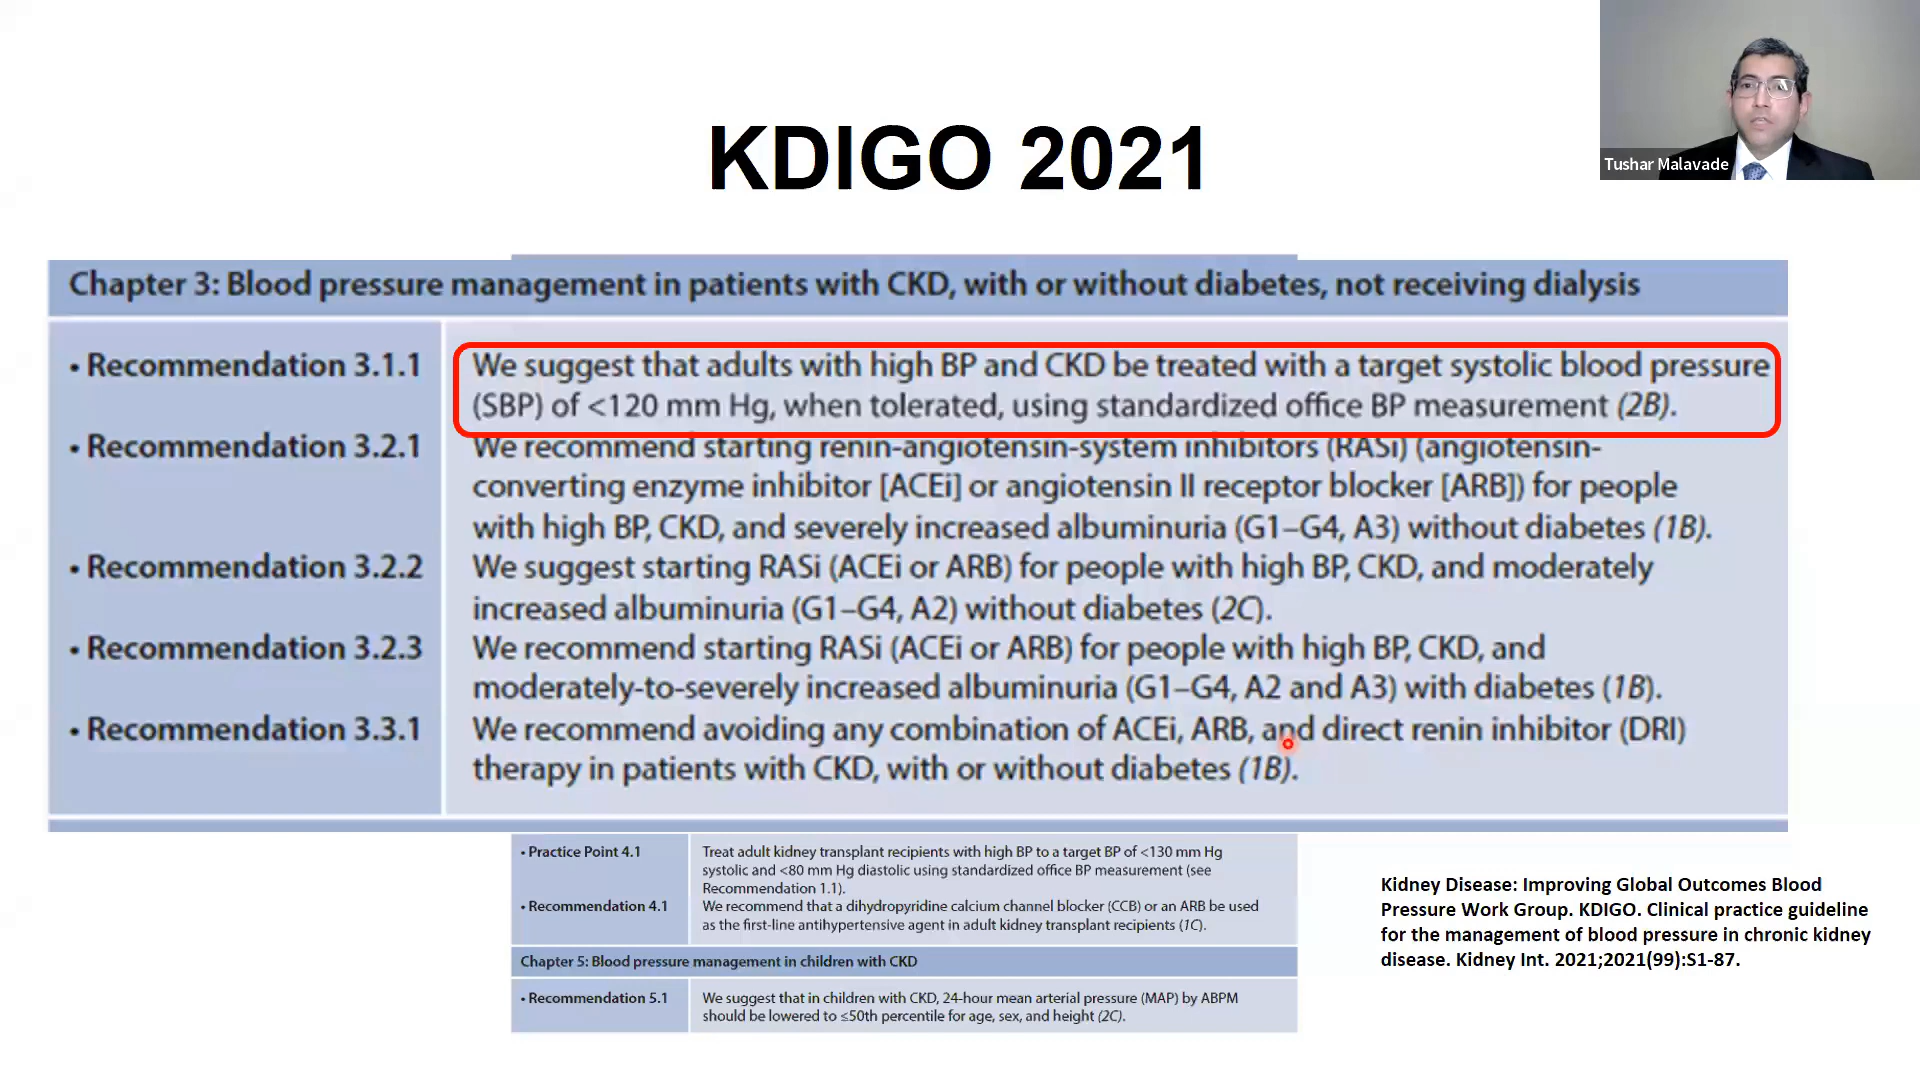 KDIGO 2021
Tushar Malavade
Chapter 3: Blood pressure management in patients with CKD, with or without diabetes, not receiving dialysis
• Recommendation 3.1.1
We suggest that adults with high BP and CKD be treated with a target systolic blood pressure
(SBP) of <120 mm Hg, when tolerated, using standardized office BP measurement (2B).
• Recommendation 3.2.1
We recommend starting renin-angiotensin-system inhibitors (RASi) (angiotensin-
converting enzyme inhibitor [ACEi] or angiotensin II receptor blocker [ARB]) for people
with high BP, CKD, and severely increased albuminuria (G1–G4, A3) without diabetes (1B).
• Recommendation 3.2.2
We suggest starting RASi (ACEi or ARB) for people with high BP, CKD, and moderately
increased albuminuria (G1–G4, A2) without diabetes (2C).
• Recommendation 3.2.3
We recommend starting RASi (ACEi or ARB) for people with high BP, CKD, and
moderately-to-severely increased albuminuria (G1–G4, A2 and A3) with diabetes (1B).
• Recommendation 3.3.1
We recommend avoiding any combination of ACEi, ARB, and direct renin inhibitor (DRI)
therapy in patients with CKD, with or without diabetes (1B).
• Practice Point 4.1
Treat adult kidney transplant recipients with high BP to a target BP of <130 mm Hg
systolic and <80 mm Hg diastolic using standardized office BP measurement (see
Recommendation 1.1).
• Recommendation 4.1
We recommend that a dihydropyridine calcium channel blocker (CCB) or an ARB be used
as the first-line antihypertensive agent in adult kidney transplant recipients (1C).
Chapter 5: Blood pressure management in children with CKD
• Recommendation 5.1
We suggest that in children with CKD, 24-hour mean arterial pressure (MAP) by ABPM
should be lowered to ≤50th percentile for age, sex, and height (2C).
Kidney Disease: Improving Global Outcomes Blood
Pressure Work Group. KDIGO. Clinical practice guideline
for the management of blood pressure in chronic kidney
disease. Kidney Int. 2021;2021(99):S1-87.